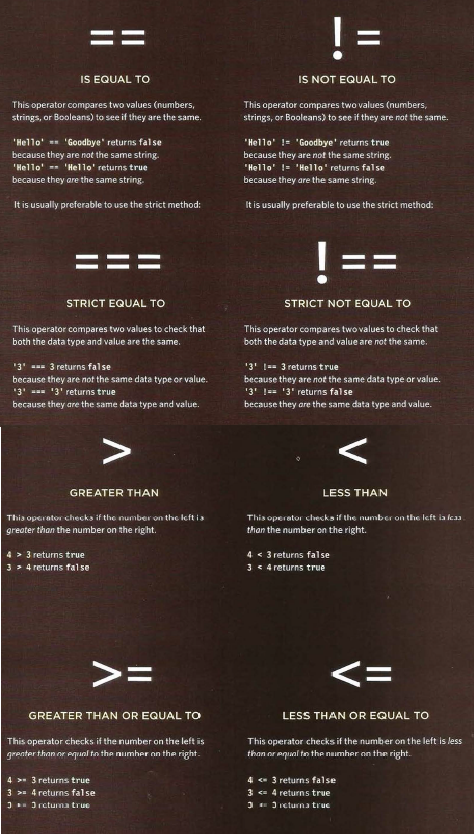 ==
IS EQUAL TO
This operator compares two values (numbers,
strings, or Booleans) to see if they are the same.
'Hello' == 'Goodbye' returns false
because they are not the same string.
'Hello' == 'Hello' returns true
because they are the same string.
It is usually preferable to use the strict method:
!=
IS NOT EQUAL TO
This operator compares two values (numbers,
strings, or Booleans) to see if they are not the same.
'Hello' != 'Goodbye' returns true
because they are not the same string.
'Hello' != 'Hello' returns false
because they are the same string.
It is usually preferable to use the strict method:
===
STRICT EQUAL TO
This operator compares two values to check that
both the data type and value are the same.
'3' === 3 returns false
because they are not the same data type or value.
'3' === '3' returns true
because they are the same data type and value.
!==
STRICT NOT EQUAL TO
This operator compares two values to check that
both the data type and value are not the same.
'3' !== 3 returns true
because they are not the same data type or value.
'3' !== '3' returns false
because they are the same data type and value.
>
GREATER THAN
This operator checks if the number on the left is
greater than the number on the right.
4 > 3 returns true
3 > 4 returns false
<
LESS THAN
This operator checks if the number on the left is less
than the number on the right.
4 < 3 returns false
3 < 4 returns true
>=
GREATER THAN OR EQUAL TO
This operator checks if the number on the left is
greater than or equal to the number on the right.
4 >= 3 returns true
3 >= 4 returns false
3 >= 3 returns true
<=
LESS THAN OR EQUAL TO
This operator checks if the number on the left is less
than or equal to the number on the right.
4 <= 3 returns false
3 <= 4 returns true
3 <= 3 returns true